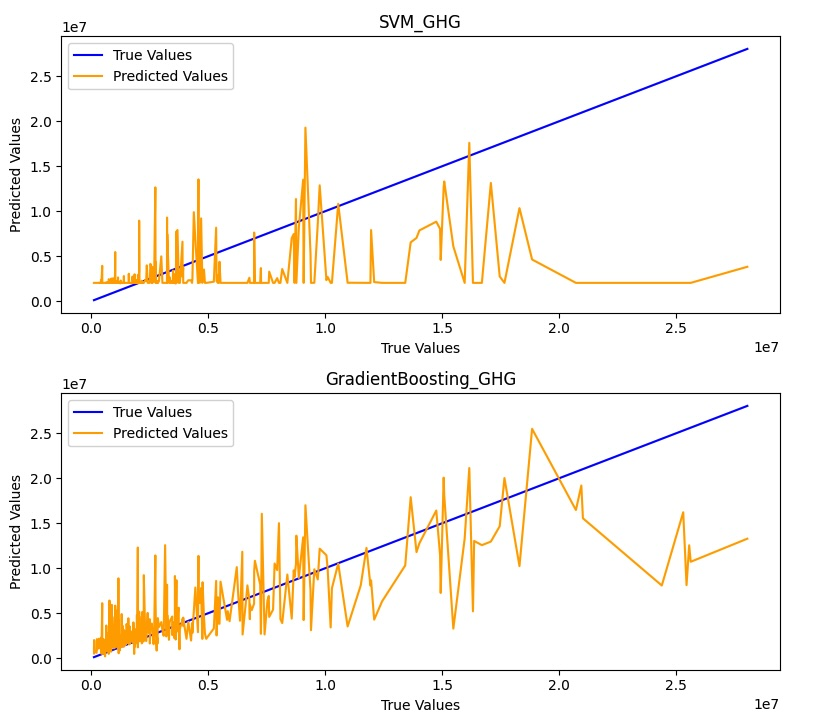 SVM_GHG
1e7
True Values
Predicted Values
2.5
2.0
1.5
1.0
0.5
0.0
Predicted Values
0.0 0.5 1.0 1.5 2.0 2.5
True Values
1e7
GradientBoosting_GHG
1e7
True Values
Predicted Values
2.5
2.0
1.5
1.0
0.5
0.0
Predicted Values
0.0 0.5 1.0 1.5 2.0 2.5
True Values
1e7